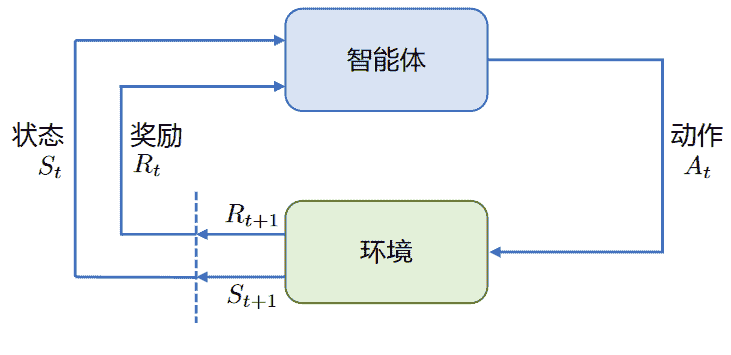 智能体
状态
S_t
奖励
R_t
动作
A_t
R_{t+1}
环境
S_{t+1}